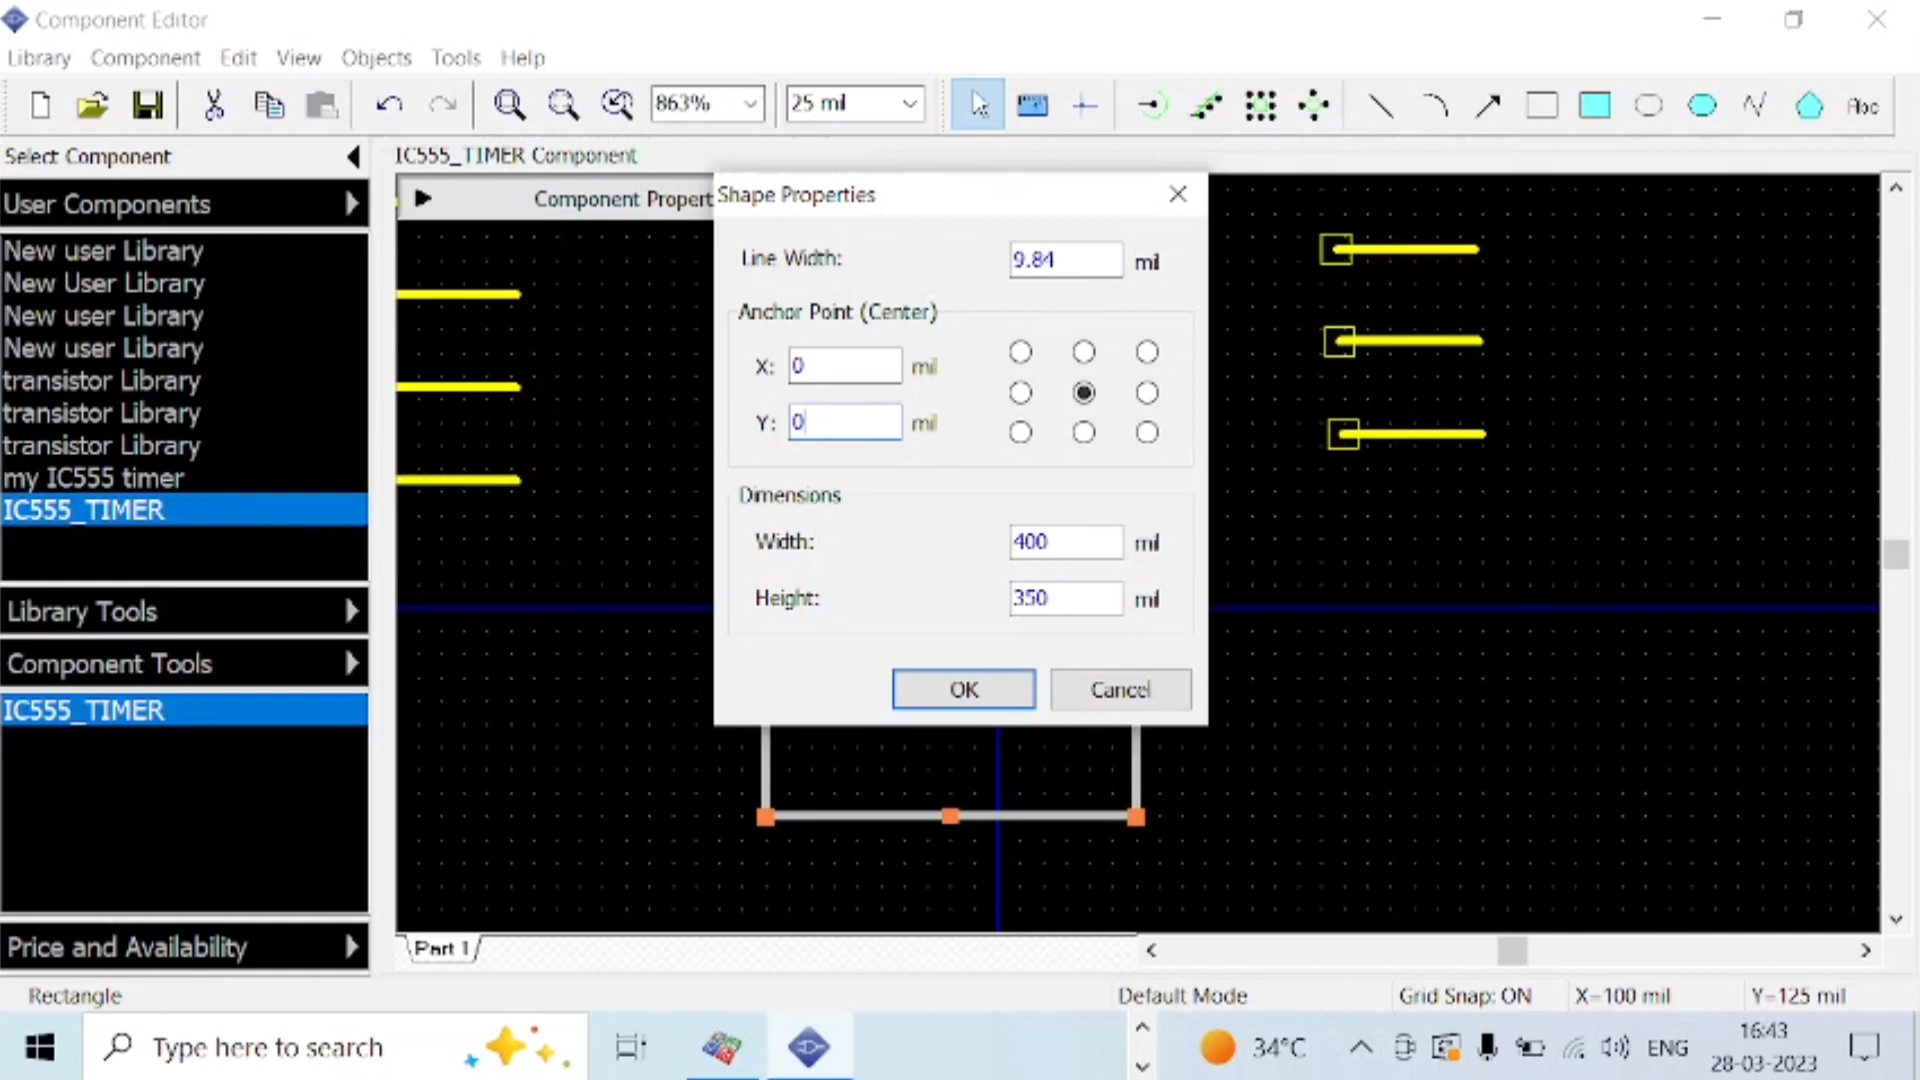 Component Editor
Library Component Edit View Objects Tools Help
863% 25 mil Abc
Select Component
IC555_TIMER Component
User Components
Component Propert
Shape Properties
New user Library
New User Library
New user Library
New user Library
transistor Library
transistor Library
transistor Library
my IC555 timer
IC555_TIMER
Line Width: 9.84 mil
Anchor Point (Center)
X: 0 mil
Y: 0 mil
Dimensions
Width: 400 mil
Height: 350 mil
OK Cancel
Library Tools
Component Tools
IC555_TIMER
Price and Availability
Part 1
Rectangle Default Mode Grid Snap: ON X=100 mil Y=125 mil
Type here to search
34°C ENG
16:43
28-03-2023